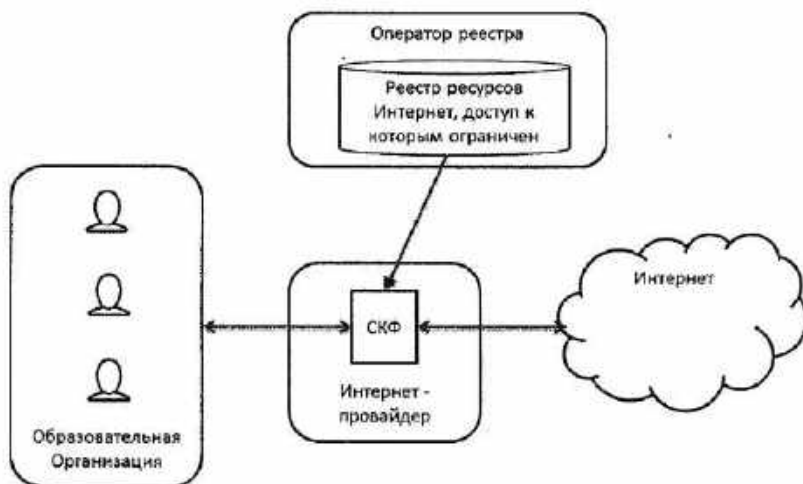 Оператор реестра
Реестр ресурсов
Интернет, доступ к
которым ограничен
Интернет
СКФ
Интернет -
провайдер
Образовательная
Организация